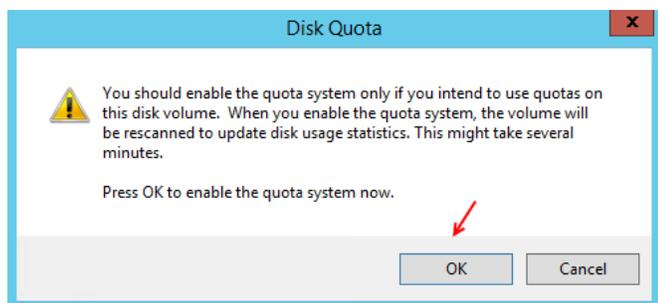 Disk Quota
x
You should enable the quota system only if you intend to use quotas on
this disk volume. When you enable the quota system, the volume will
be rescanned to update disk usage statistics. This might take several
minutes.
Press OK to enable the quota system now.
OK Cancel